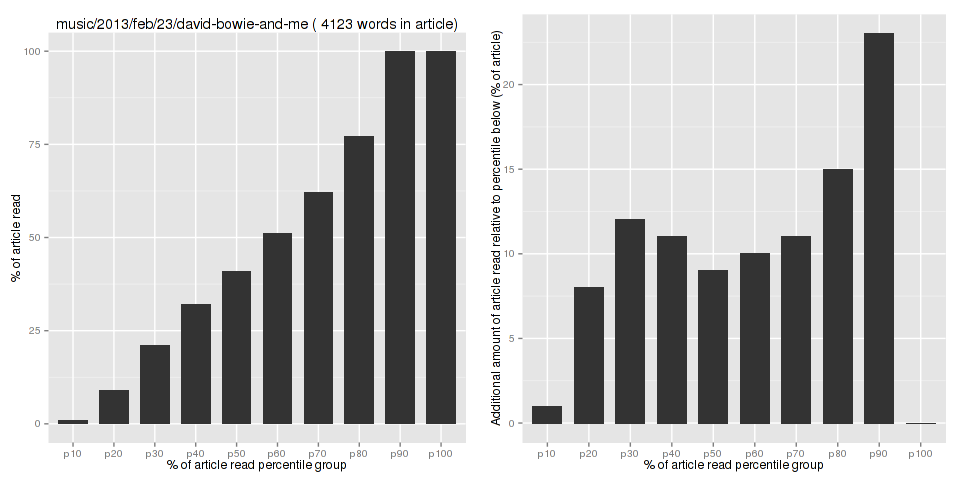 music/2013/feb/23/david-bowie-and-me ( 4123 words in article)
% of article read
100
75
50
25
0
p10 p20 p30 p40 p50 p60 p70 p80 p90 p100
% of article read percentile group
Additional amount of article read relative to percentile below (% of article)
20
15
10
5
0
p10 p20 p30 p40 p50 p60 p70 p80 p90 p100
% of article read percentile group